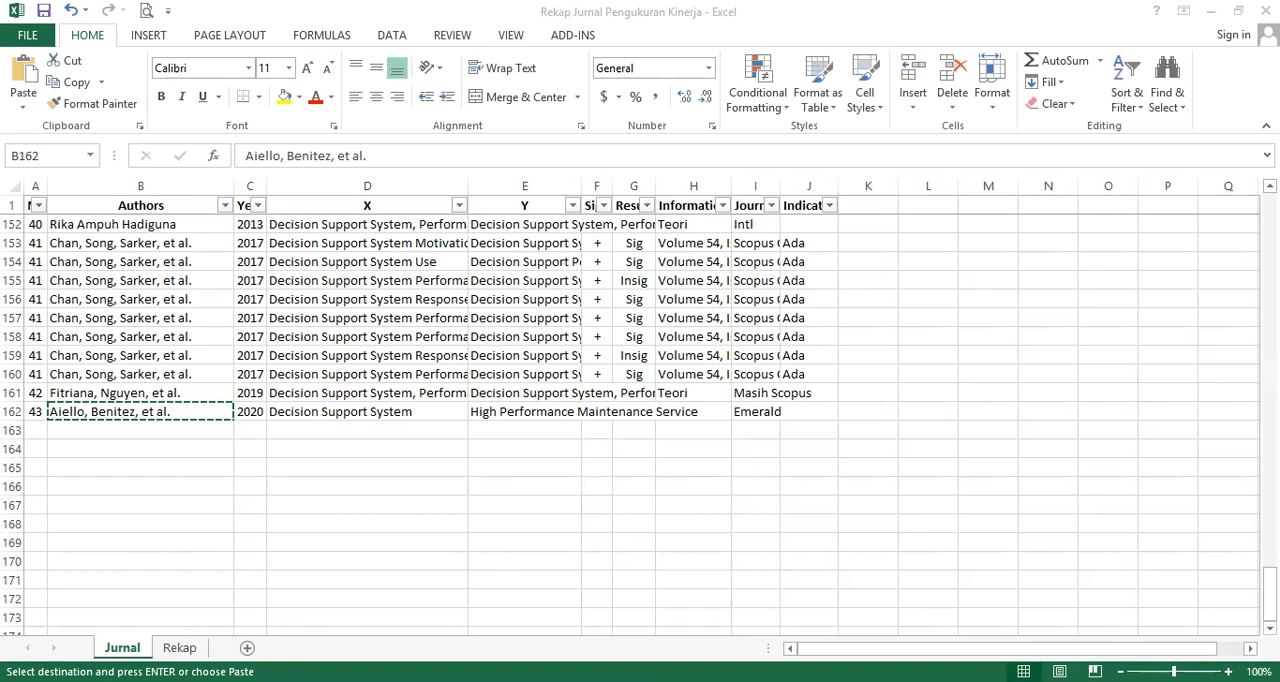 Rekap Jurnal Pengukuran Kinerja - Excel
FILE HOME INSERT PAGE LAYOUT FORMULAS DATA REVIEW VIEW ADD-INS Sign in
Paste Cut Copy Format Painter
Clipboard
Calibri 11
B I U
Font
Wrap Text
Merge & Center
Alignment
General
$ % ,
Number
Conditional Formatting
Format as Table
Cell Styles
Styles
Insert Delete Format
Cells
AutoSum
Fill
Clear
Sort & Filter
Find & Select
Editing
B162 fx Aiello, Benitez, et al.
A B C D E F G H I J K L M N O P Q
1 Authors Ye X Y Si Resu Informati Jour Indicat
152 40 Rika Ampuh Hadiguna 2013 Decision Support System, Perform Decision Support System, Perfor Teori Intl
153 41 Chan, Song, Sarker, et al. 2017 Decision Support System Motivatio Decision Support Sy + Sig Volume 54, I Scopus Ada
154 41 Chan, Song, Sarker, et al. 2017 Decision Support System Use Decision Support Pe + Sig Volume 54, I Scopus Ada
155 41 Chan, Song, Sarker, et al. 2017 Decision Support System Performa Decision Support Sy + Insig Volume 54, I Scopus Ada
156 41 Chan, Song, Sarker, et al. 2017 Decision Support System Response Decision Support Sy + Sig Volume 54, I Scopus Ada
157 41 Chan, Song, Sarker, et al. 2017 Decision Support System Performa Decision Support Sy + Sig Volume 54, I Scopus Ada
158 41 Chan, Song, Sarker, et al. 2017 Decision Support System Performa Decision Support Sy + Sig Volume 54, I Scopus Ada
159 41 Chan, Song, Sarker, et al. 2017 Decision Support System Response Decision Support Sy + Insig Volume 54, I Scopus Ada
160 41 Chan, Song, Sarker, et al. 2017 Decision Support System Performa Decision Support Sy + Sig Volume 54, I Scopus Ada
161 42 Fitriana, Nguyen, et al. 2019 Decision Support System, Perform Decision Support System, Perfor Teori Masih Scopus
162 43 Aiello, Benitez, et al. 2020 Decision Support System High Performance Maintenance Service Emerald
163
164
165
166
167
168
169
170
171
172
173
Jurnal Rekap
Select destination and press ENTER or choose Paste 100%